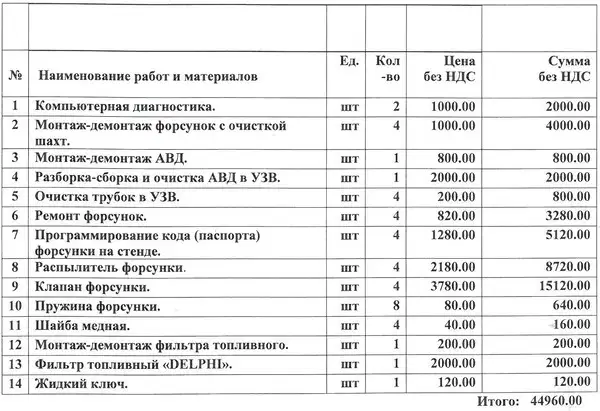 № Наименование работ и материалов Ед. Кол-во Цена без НДС Сумма без НДС
1 Компьютерная диагностика. шт 2 1000.00 2000.00
2 Монтаж-демонтаж форсунок с очисткой шахт. шт 4 1000.00 4000.00
3 Монтаж-демонтаж АВД. шт 1 800.00 800.00
4 Разборка-сборка и очистка АВД в УЗВ. шт 1 2000.00 2000.00
5 Очистка трубок в УЗВ. шт 4 200.00 800.00
6 Ремонт форсунок. шт 4 820.00 3280.00
7 Программирование кода (паспорта) форсунки на стенде. шт 4 1280.00 5120.00
8 Распылитель форсунки. шт 4 2180.00 8720.00
9 Клапан форсунки. шт 4 3780.00 15120.00
10 Пружина форсунки. шт 8 80.00 640.00
11 Шайба медная. шт 4 40.00 160.00
12 Монтаж-демонтаж фильтра топливного. шт 1 200.00 200.00
13 Фильтр топливный «DELPHI». шт 1 2000.00 2000.00
14 Жидкий ключ. шт 1 120.00 120.00
Итого: 44960.00